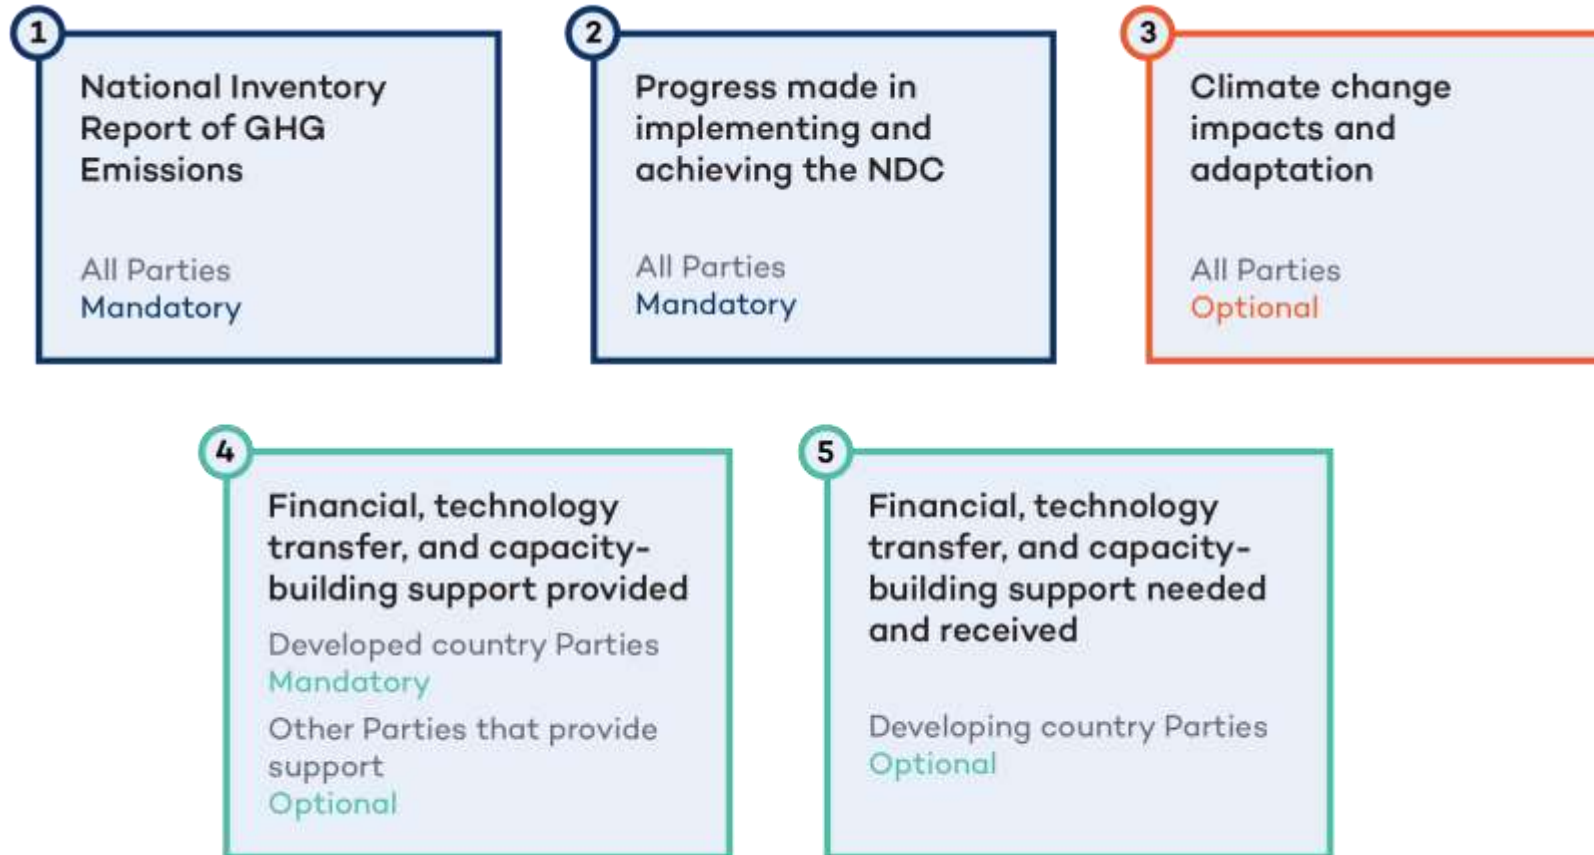 1
National Inventory
Report of GHG
Emissions
All Parties
Mandatory
2
Progress made in
implementing and
achieving the NDC
All Parties
Mandatory
3
Climate change
impacts and
adaptation
All Parties
Optional
4
Financial, technology
transfer, and capacity-
building support provided
Developed country Parties
Mandatory
Other Parties that provide
support
Optional
5
Financial, technology
transfer, and capacity-
building support needed
and received
Developing country Parties
Optional